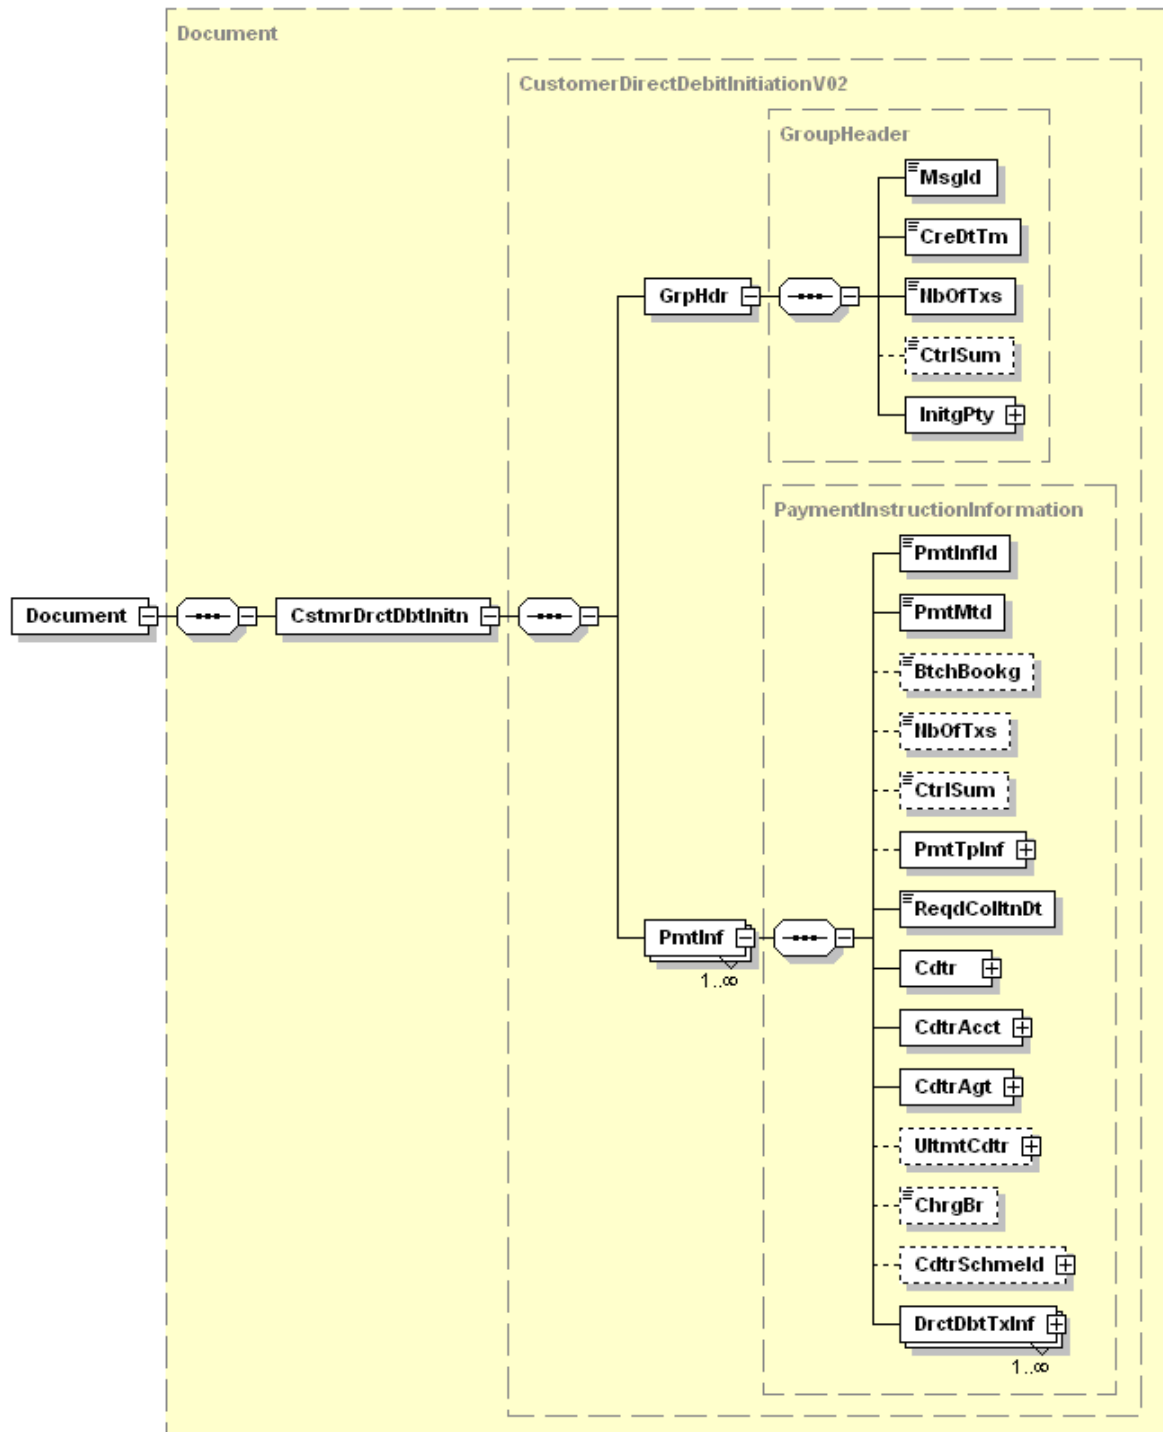 Document
CustomerDirectDebitInitiationV02
GroupHeader
MsgId
CreDtTm
GrpHdr
NbOfTxs
CtrlSum
InitgPty
PaymentInstructionInformation
PmtInfId
Document
CstmrDrctDbtInitn
PmtMtd
BtchBookg
NbOfTxs
CtrlSum
PmtTpInf
ReqdColltnDt
PmtInf
1..∞
Cdtr
CdtrAcct
CdtrAgt
UltmtCdtr
ChrgBr
CdtrSchmeId
DrctDbtTxInf
1..∞